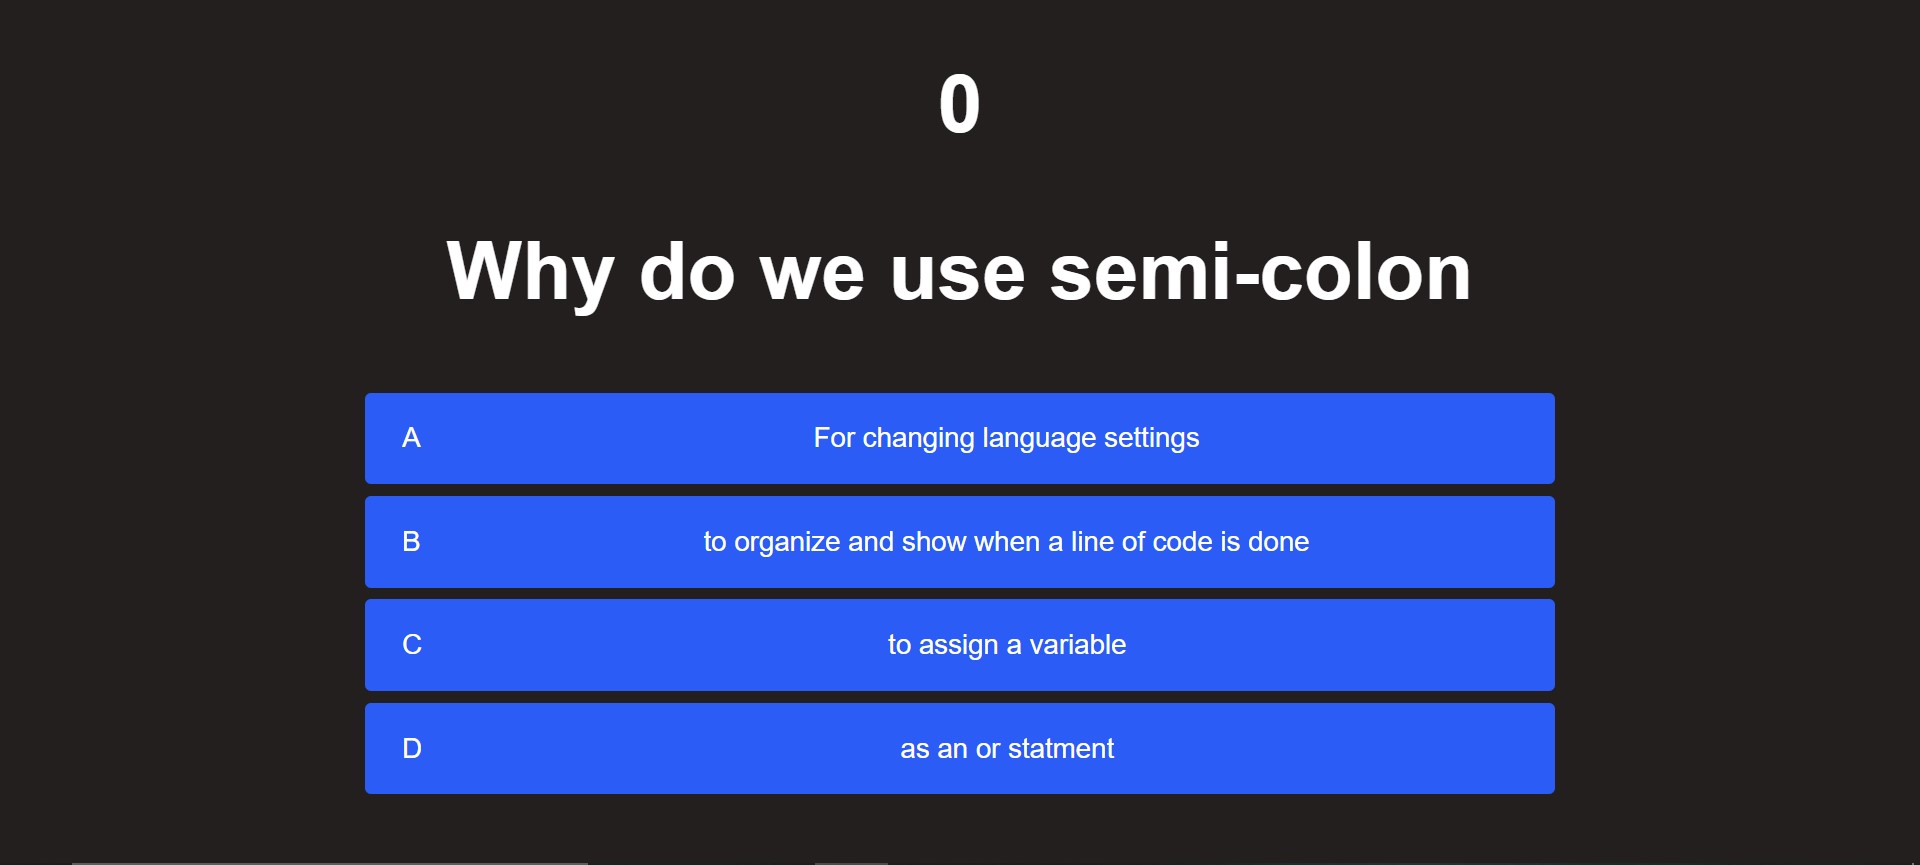 0
Why do we use semi-colon
A For changing language settings
B to organize and show when a line of code is done
C to assign a variable
D as an or statment